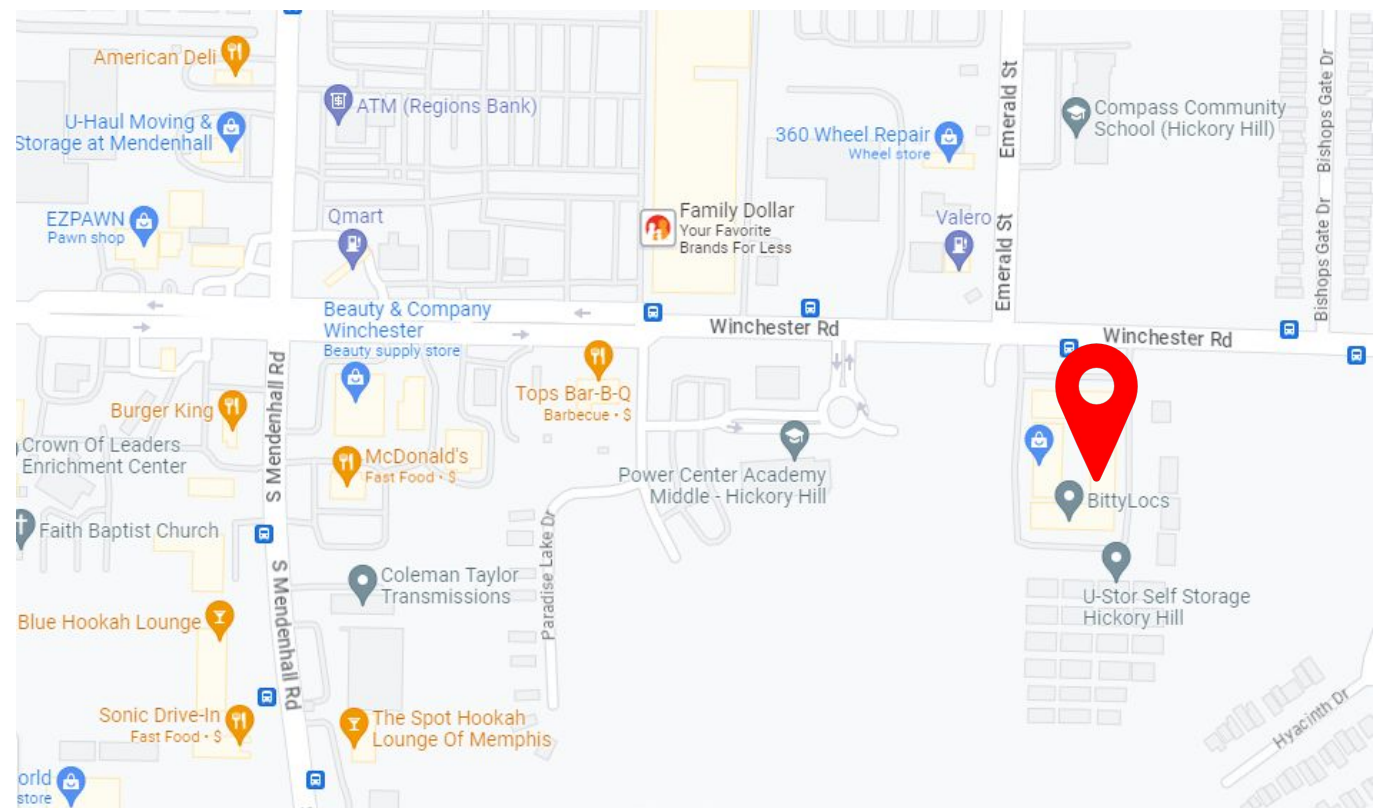 American Deli
U-Haul Moving &
Storage at Mendenhall
EZPAWN
Pawn shop
ATM (Regions Bank)
Qmart
360 Wheel Repair
Wheel store
Family Dollar
Your Favorite
Brands For Less
Valero
Emerald St
Emerald St
Compass Community
School (Hickory Hill)
Bishops Gate Dr
Bishops Gate Dr
Winchester Rd
Winchester Rd
Beauty & Company
Winchester
Beauty supply store
Tops Bar-B-Q
Barbecue • $
S Mendenhall Rd
Burger King
Crown Of Leaders
Enrichment Center
McDonald's
Fast Food • $
Faith Baptist Church
Power Center Academy
Middle - Hickory Hill
BittyLocs
Paradise Lake Dr
Coleman Taylor
Transmissions
U-Stor Self Storage
Hickory Hill
Blue Hookah Lounge
S Mendenhall Rd
Sonic Drive-In
Fast Food • $
The Spot Hookah
Lounge Of Memphis
Hyacinth Dr
orld
store